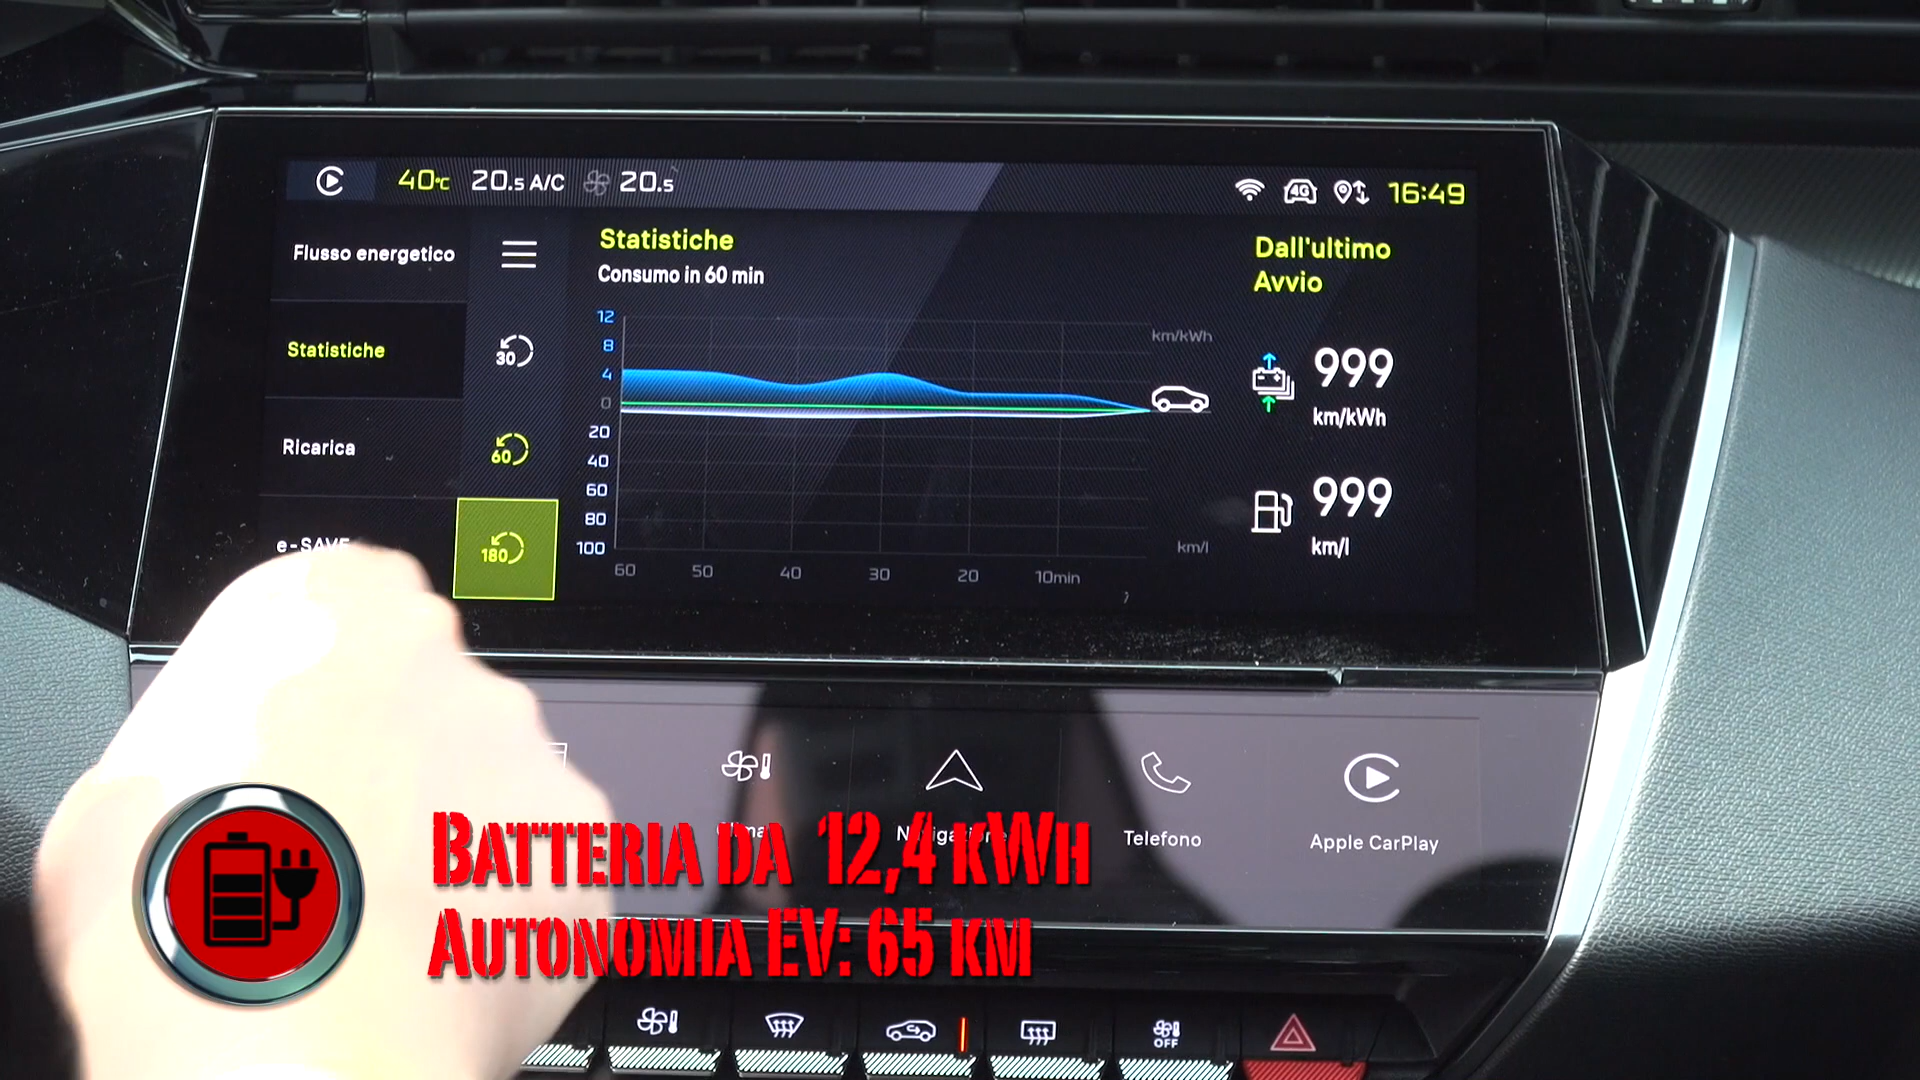 40°C 20.5 A/C 20.5 4G 16:49
Flusso energetico
Statistiche
Ricarica
e-SAVE
30
60
180
Statistiche
Consumo in 60 min
12
8
4
0
20
40
60
80
100
60 50 40 30 20 10min
km/kWh
km/l
Dall'ultimo
Avvio
999
km/kWh
999
km/l
Navigazione
Telefono
Apple CarPlay
Batteria da 12,4 kWh
Autonomia EV: 65 km
OFF